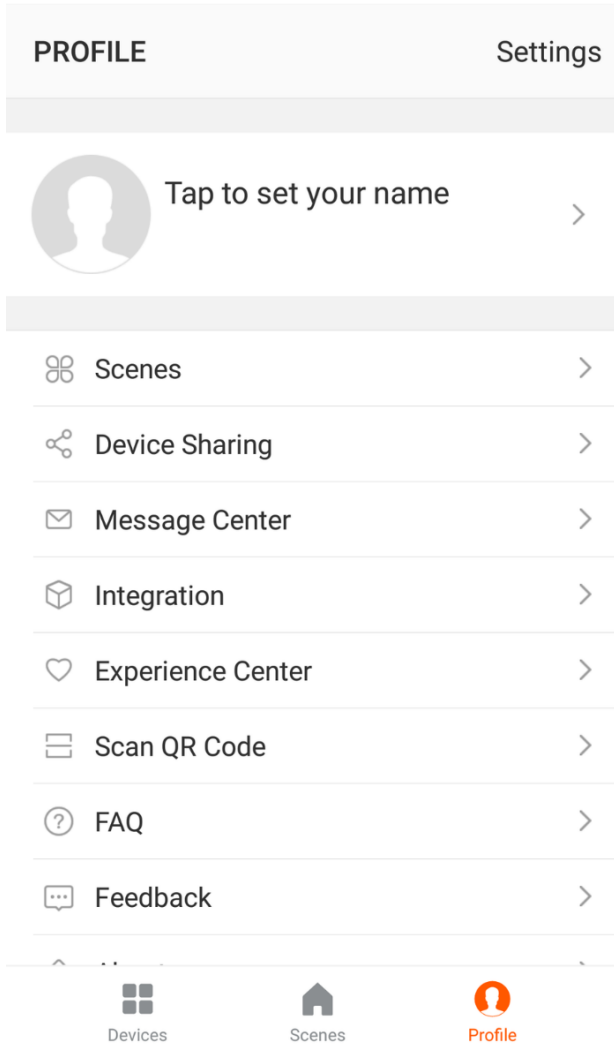 PROFILE Settings
Tap to set your name
Scenes
Device Sharing
Message Center
Integration
Experience Center
Scan QR Code
FAQ
Feedback
Devices Scenes Profile